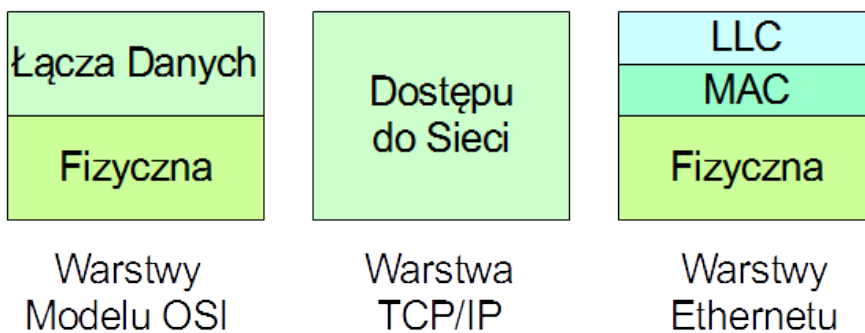 Łącza Danych
Fizyczna
Warstwy
Modelu OSI
Dostępu
do Sieci
Warstwa
TCP/IP
LLC
MAC
Fizyczna
Warstwy
Ethernetu